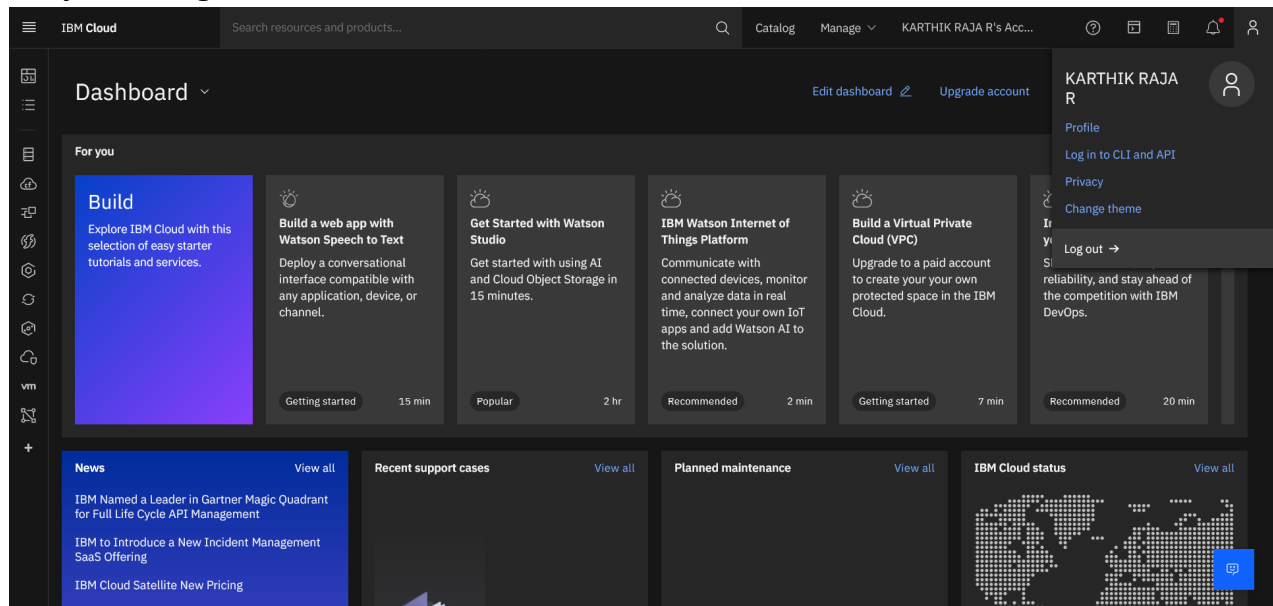 IBM Cloud
Search resources and products...
Catalog
Manage
KARTHIK RAJA R's Acc...
Dashboard
Edit dashboard
Upgrade account
KARTHIK RAJA
R
Profile
Log in to CLI and API
Privacy
Change theme
Log out →
For you
Build
Explore IBM Cloud with this
selection of easy starter
tutorials and services.
Build a web app with
Watson Speech to Text
Deploy a conversational
interface compatible with
any application, device, or
channel.
Getting started
15 min
Get Started with Watson
Studio
Get started with using AI
and Cloud Object Storage in
15 minutes.
Popular
2 hr
IBM Watson Internet of
Things Platform
Communicate with
connected devices, monitor
and analyze data in real
time, connect your own IoT
apps and add Watson AI to
the solution.
Recommended
2 min
Build a Virtual Private
Cloud (VPC)
Upgrade to a paid account
to create your your own
protected space in the IBM
Cloud.
Getting started
7 min
reliability, and stay ahead of
the competition with IBM
DevOps.
Recommended
20 min
vm
News
View all
IBM Named a Leader in Gartner Magic Quadrant
for Full Life Cycle API Management
IBM to Introduce a New Incident Management
SaaS Offering
IBM Cloud Satellite New Pricing
Recent support cases
View all
Planned maintenance
View all
IBM Cloud status
View all